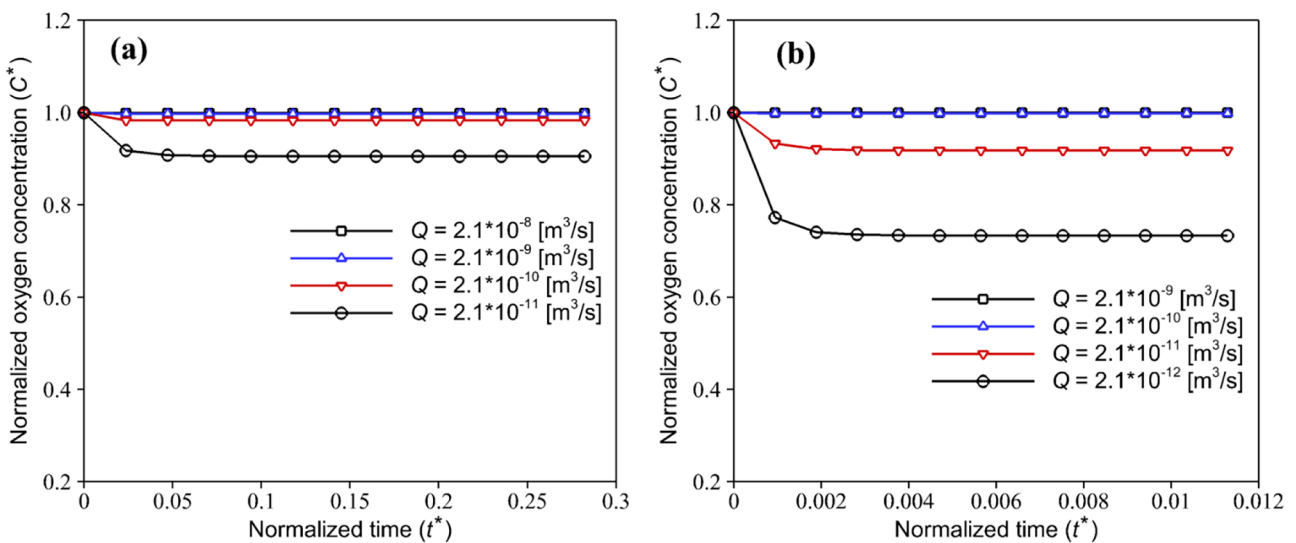 (a)
Normalized oxygen concentration (C*)
1.2
1.0
0.8
0.6
0.4
0.2
Q = 2.1*10⁻⁸ [m³/s]
Q = 2.1*10⁻⁹ [m³/s]
Q = 2.1*10⁻¹⁰ [m³/s]
Q = 2.1*10⁻¹¹ [m³/s]
0 0.05 0.1 0.15 0.2 0.25 0.3
Normalized time (t*)
(b)
Normalized oxygen concentration (C*)
1.2
1.0
0.8
0.6
0.4
0.2
Q = 2.1*10⁻⁹ [m³/s]
Q = 2.1*10⁻¹⁰ [m³/s]
Q = 2.1*10⁻¹¹ [m³/s]
Q = 2.1*10⁻¹² [m³/s]
0 0.002 0.004 0.006 0.008 0.01 0.012
Normalized time (t*)